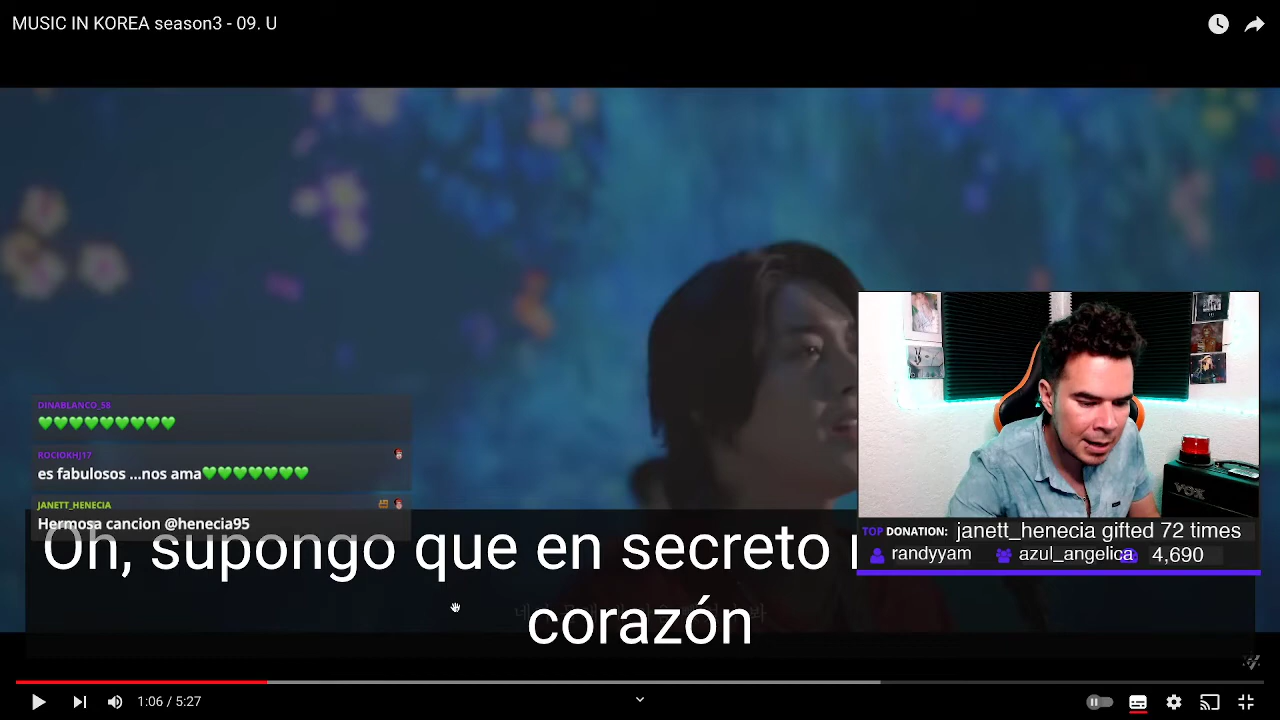 MUSIC IN KOREA season3 - 09. U
DINABLANCO_58
💚💚💚💚💚💚💚💚💚
ROCIOKHJ17
es fabulosos ...nos ama💚💚💚💚💚💚💚
JANETT_HENECIA
Hermosa cancion @henecia95
Oh, supongo que en secreto
corazón
VOX
TOP DONATION: janett_henecia gifted 72 times
randyyam azul_angelica 4,690
1:06 / 5:27